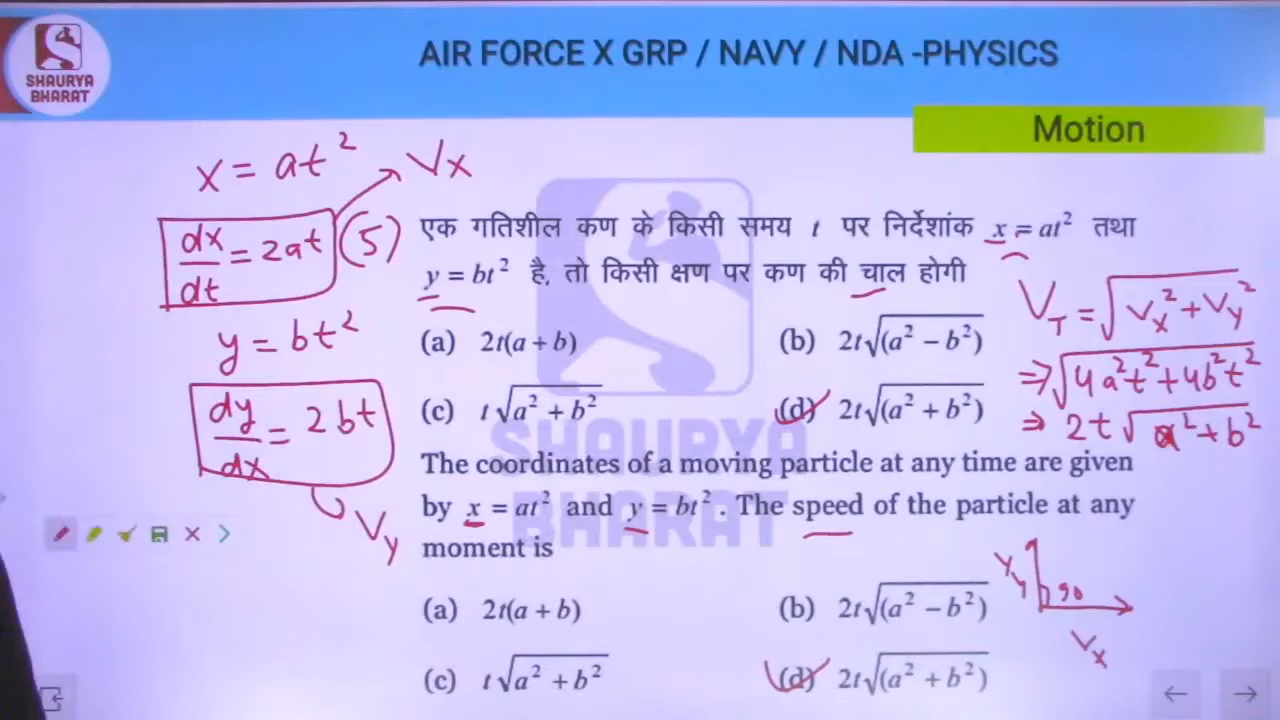 SHAURYA
BHARAT
AIR FORCE X GRP / NAVY / NDA -PHYSICS
Motion
x = at²
Vx
dx/dt = 2at
(5) एक गतिशील कण के किसी समय t पर निर्देशांक x = at² तथा
y = bt² है, तो किसी क्षण पर कण की चाल होगी
y = bt²
dy/dx = 2bt
Vy
(a) 2t(a + b)
(b) 2t√(a² − b²)
(c) t√a² + b²
(d) 2t√(a² + b²)
V_T = √Vx² + Vy²
⇒ √4a²t² + 4b²t²
⇒ 2t√a² + b²
SHAURYA
BHARAT
The coordinates of a moving particle at any time are given
by x = at² and y = bt². The speed of the particle at any
moment is
(a) 2t(a + b)
(b) 2t√(a² − b²)
(c) t√a² + b²
(d) 2t√(a² + b²)
Vy
90
Vx